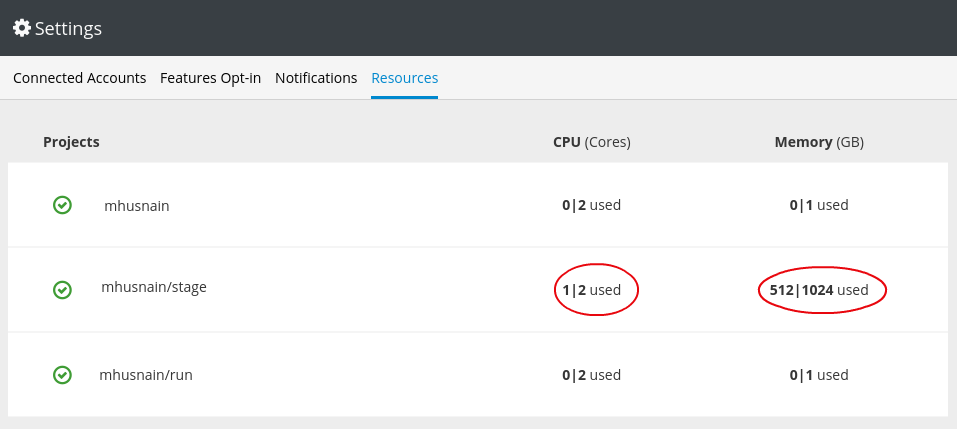 Settings
Connected Accounts Features Opt-in Notifications Resources
Projects CPU (Cores) Memory (GB)
mhusnain 0|2 used 0|1 used
mhusnain/stage 1|2 used 512|1024 used
mhusnain/run 0|2 used 0|1 used